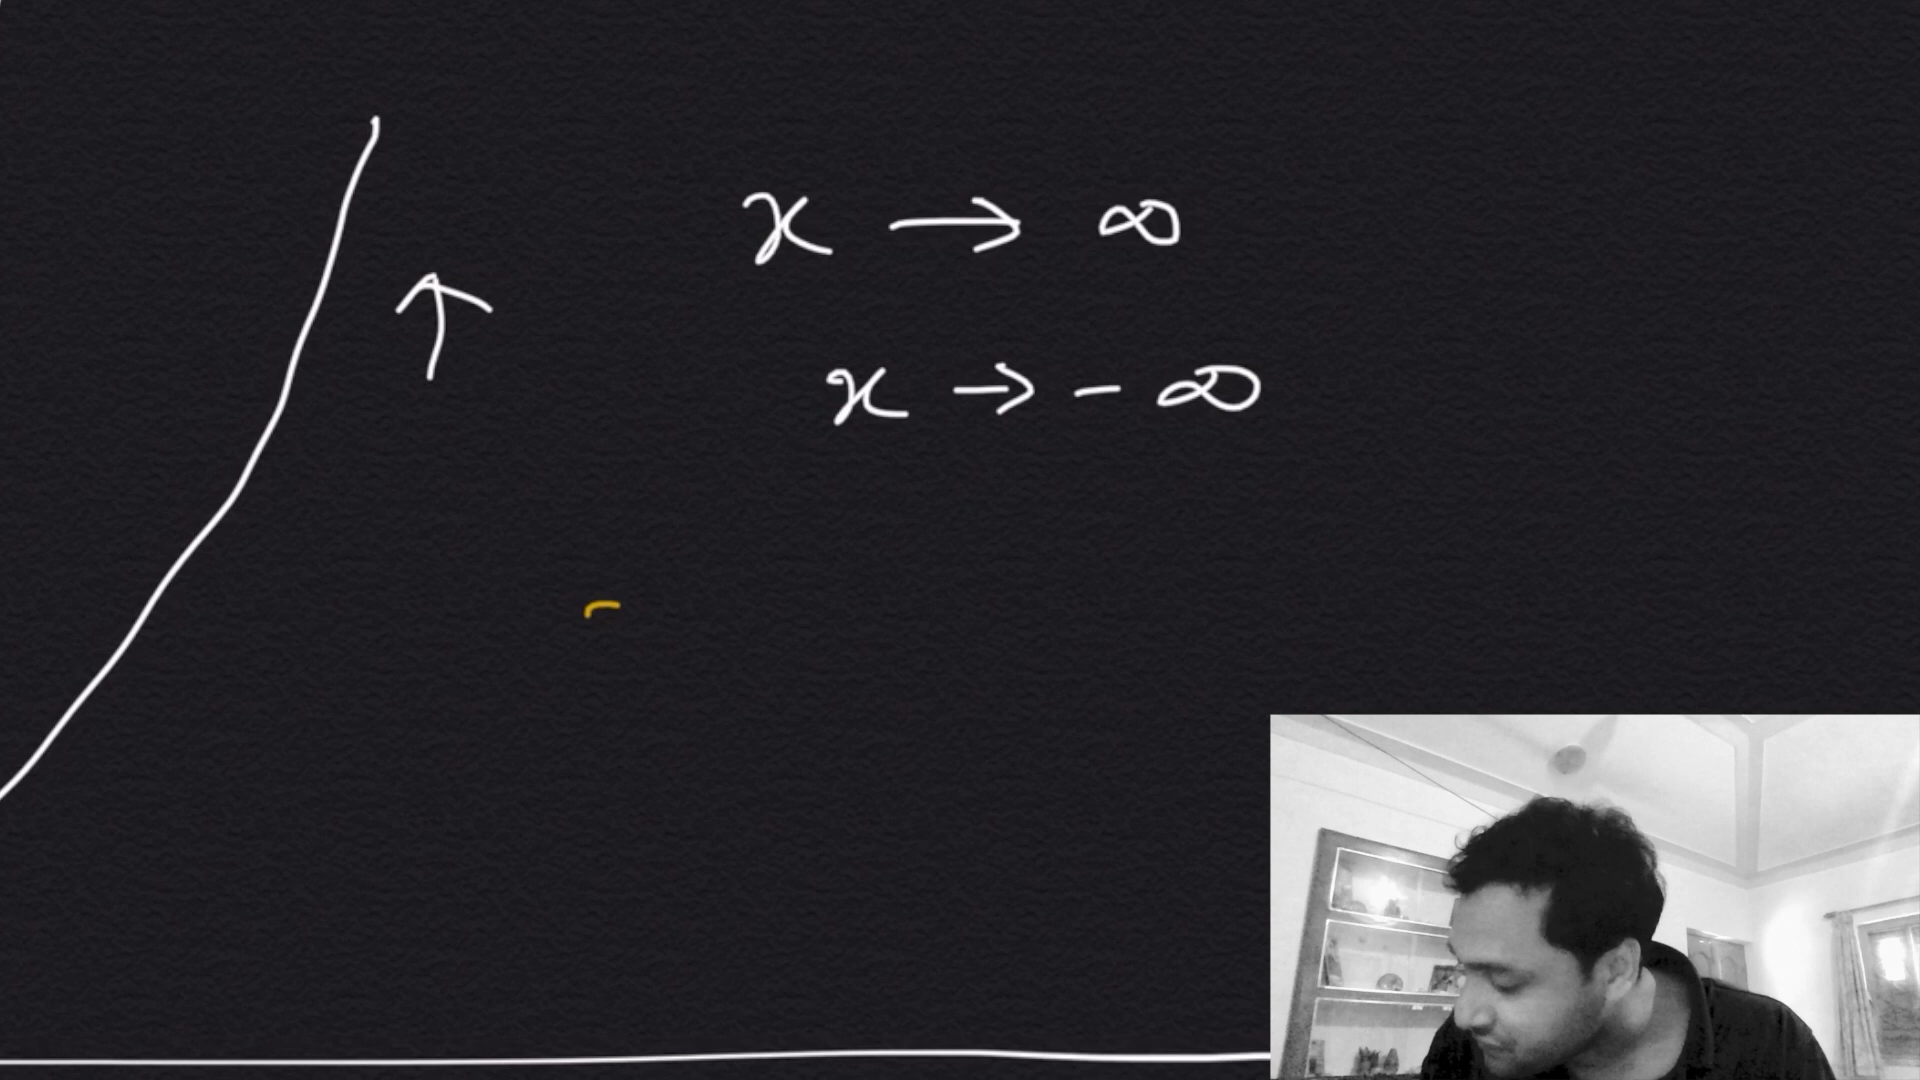 x → ∞
x → - ∞